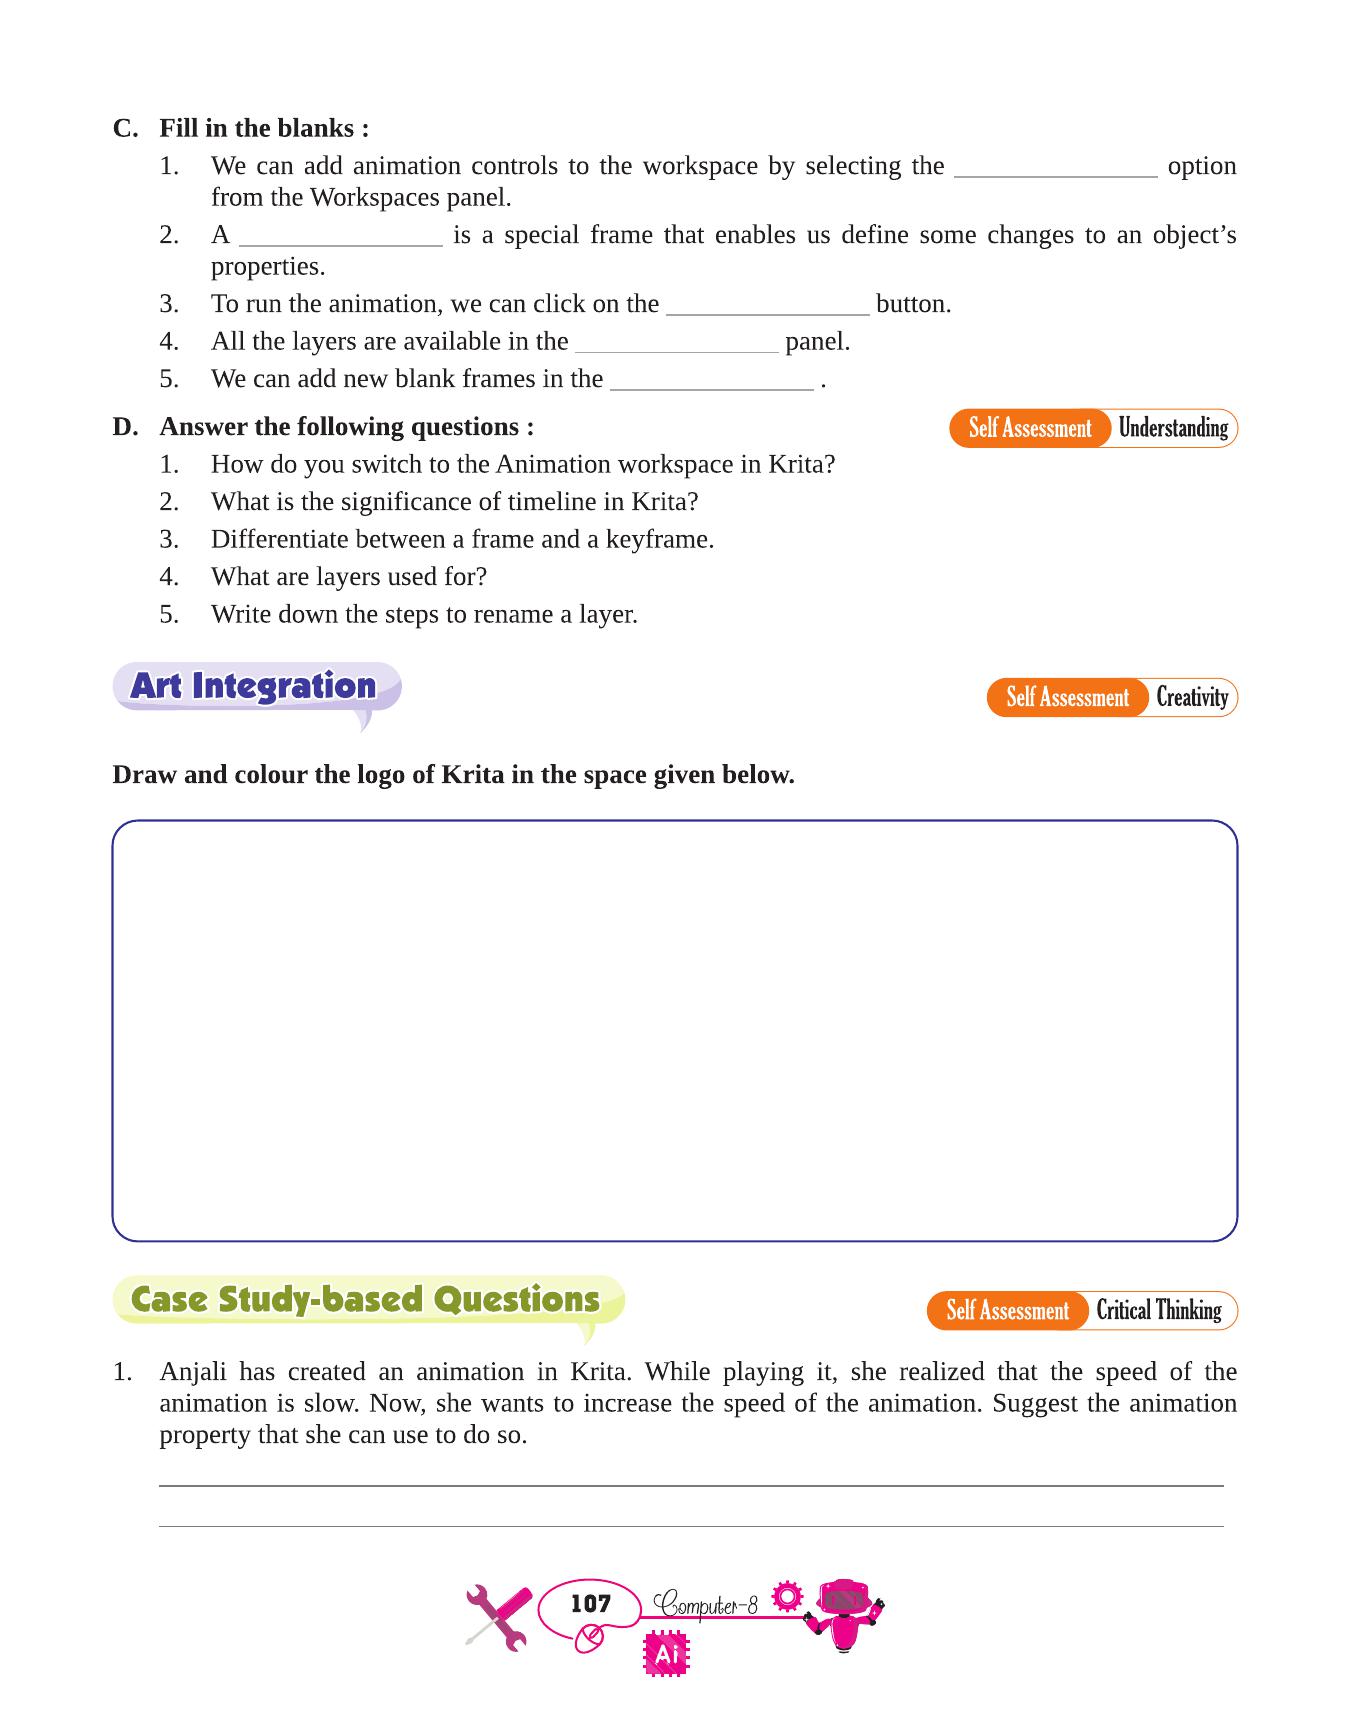 C. Fill in the blanks :
1. We can add animation controls to the workspace by selecting the _______________ option
from the Workspaces panel.
2. A _______________ is a special frame that enables us define some changes to an object’s
properties.
3. To run the animation, we can click on the _______________ button.
4. All the layers are available in the _______________ panel.
5. We can add new blank frames in the _______________ .
D. Answer the following questions : Self Assessment Understanding
1. How do you switch to the Animation workspace in Krita?
2. What is the significance of timeline in Krita?
3. Differentiate between a frame and a keyframe.
4. What are layers used for?
5. Write down the steps to rename a layer.
Art Integration Self Assessment Creativity
Draw and colour the logo of Krita in the space given below.
Case Study-based Questions Self Assessment Critical Thinking
1. Anjali has created an animation in Krita. While playing it, she realized that the speed of the
animation is slow. Now, she wants to increase the speed of the animation. Suggest the animation
property that she can use to do so.
107 Computer-8
Ai